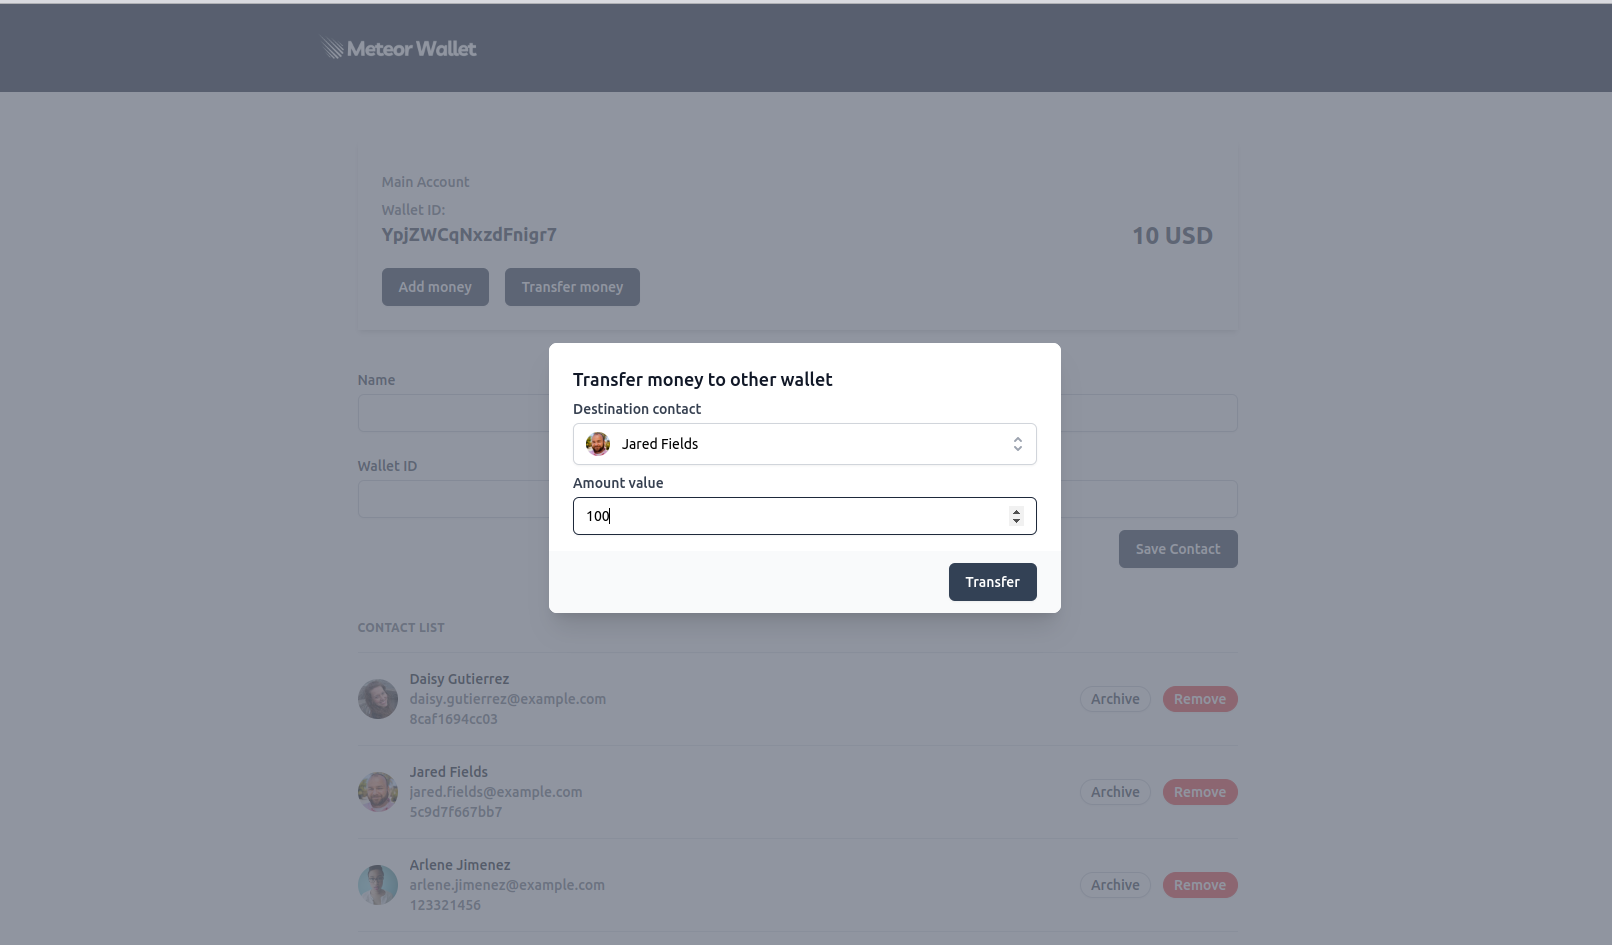 Meteor Wallet
Main Account
Wallet ID:
YpjZWCqNxzdFnigr7
10 USD
Add money
Transfer money
Transfer money to other wallet
Destination contact
Jared Fields
Amount value
100
Transfer
Name
Wallet ID
Save Contact
CONTACT LIST
Daisy Gutierrez
daisy.gutierrez@example.com
8caf1694cc03
Archive
Remove
Jared Fields
jared.fields@example.com
5c9d7f667bb7
Archive
Remove
Arlene Jimenez
arlene.jimenez@example.com
123321456
Archive
Remove